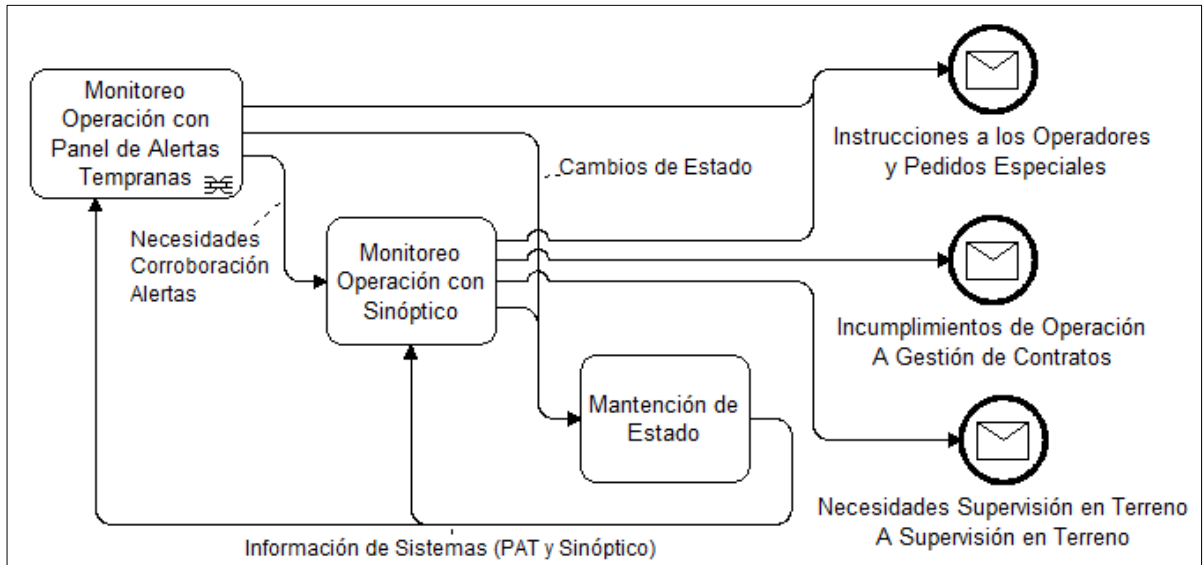 Monitoreo
Operación con
Panel de Alertas
Tempranas
Instrucciones a los Operadores
y Pedidos Especiales
Cambios de Estado
Necesidades
Corroboración
Alertas
Monitoreo
Operación con
Sinóptico
Incumplimientos de Operación
A Gestión de Contratos
Mantención de
Estado
Necesidades Supervisión en Terreno
A Supervisión en Terreno
Información de Sistemas (PAT y Sinóptico)